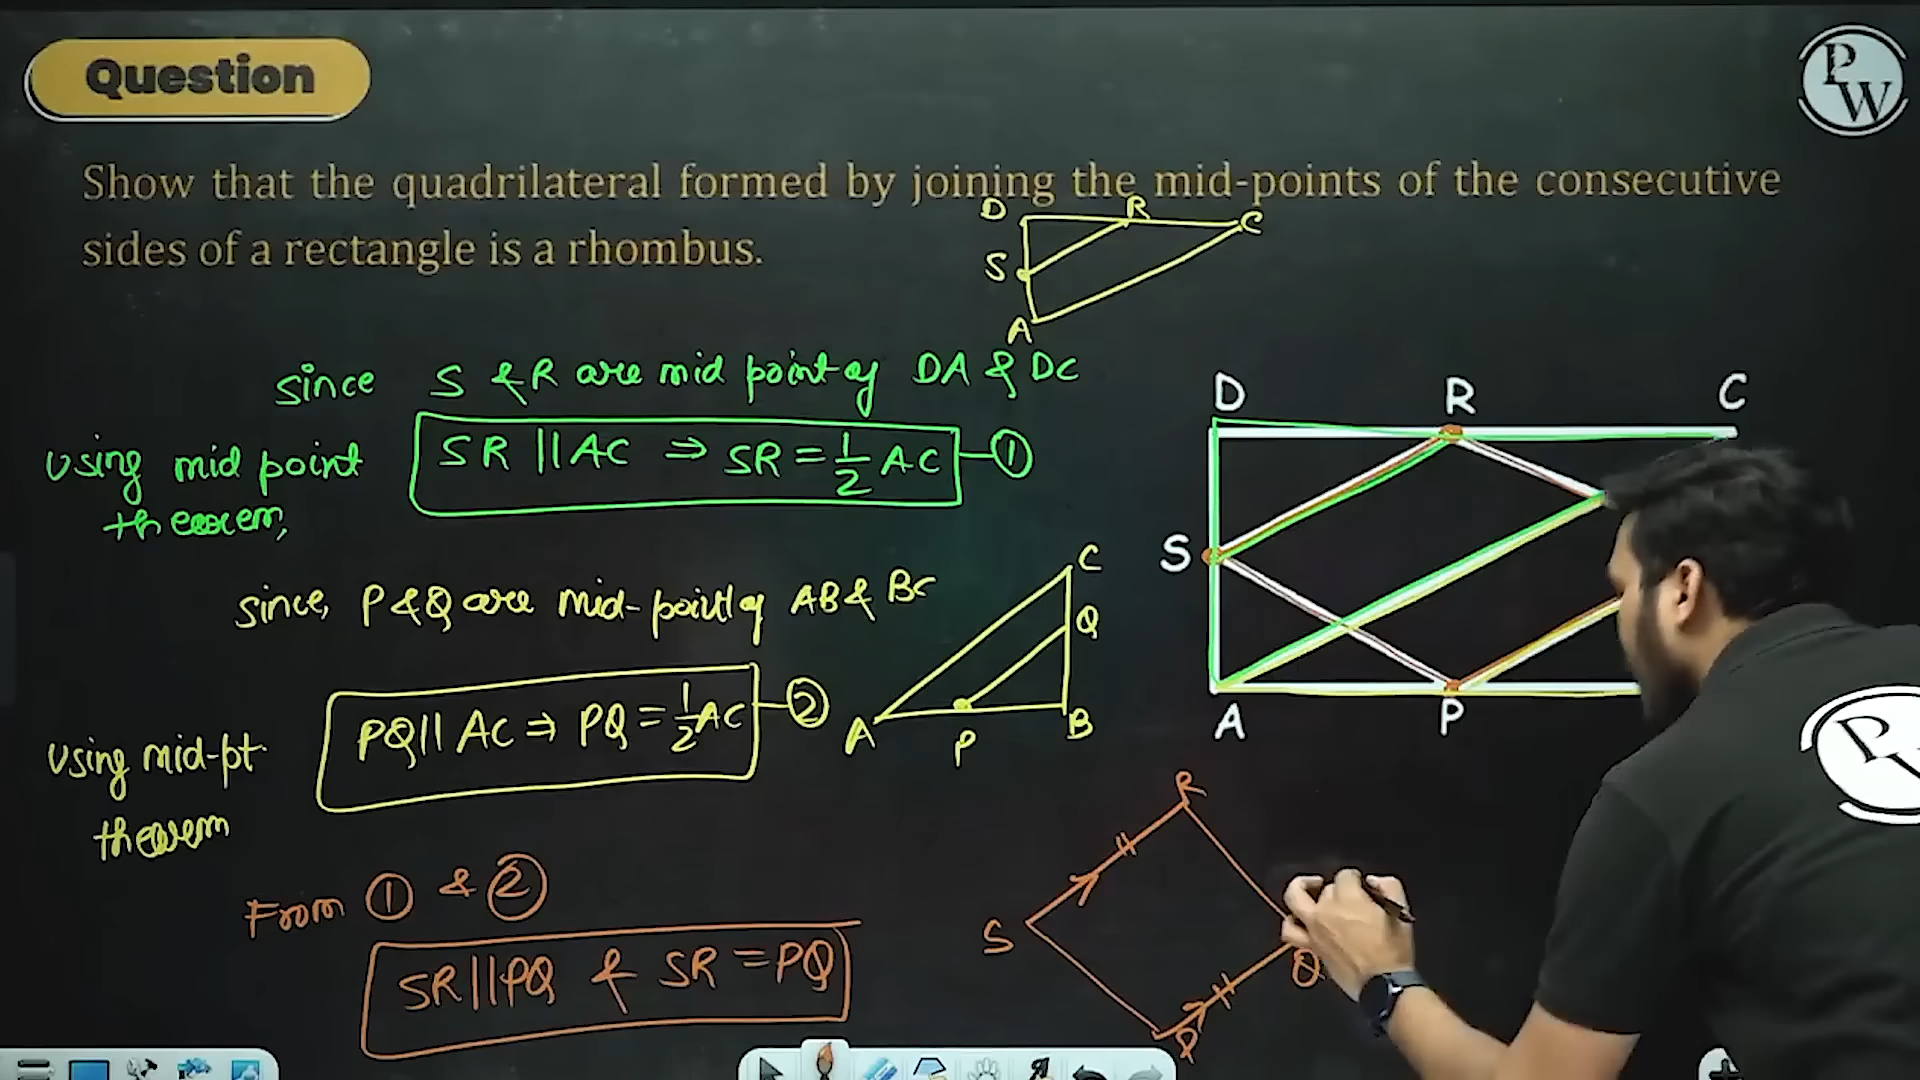 Question
PW
Show that the quadrilateral formed by joining the mid-points of the consecutive
sides of a rectangle is a rhombus.
D R C
S
A
since S & R are mid point of DA & DC
using mid point theorem,
SR || AC ⇒ SR = 1/2 AC — ①
D R C
S
A P
since, P & Q are mid-point of AB & BC
C
Q
A P B
using mid-pt. theorem
PQ || AC ⇒ PQ = 1/2 AC — ②
From ① & ②
SR || PQ & SR = PQ
R
S
Q
P